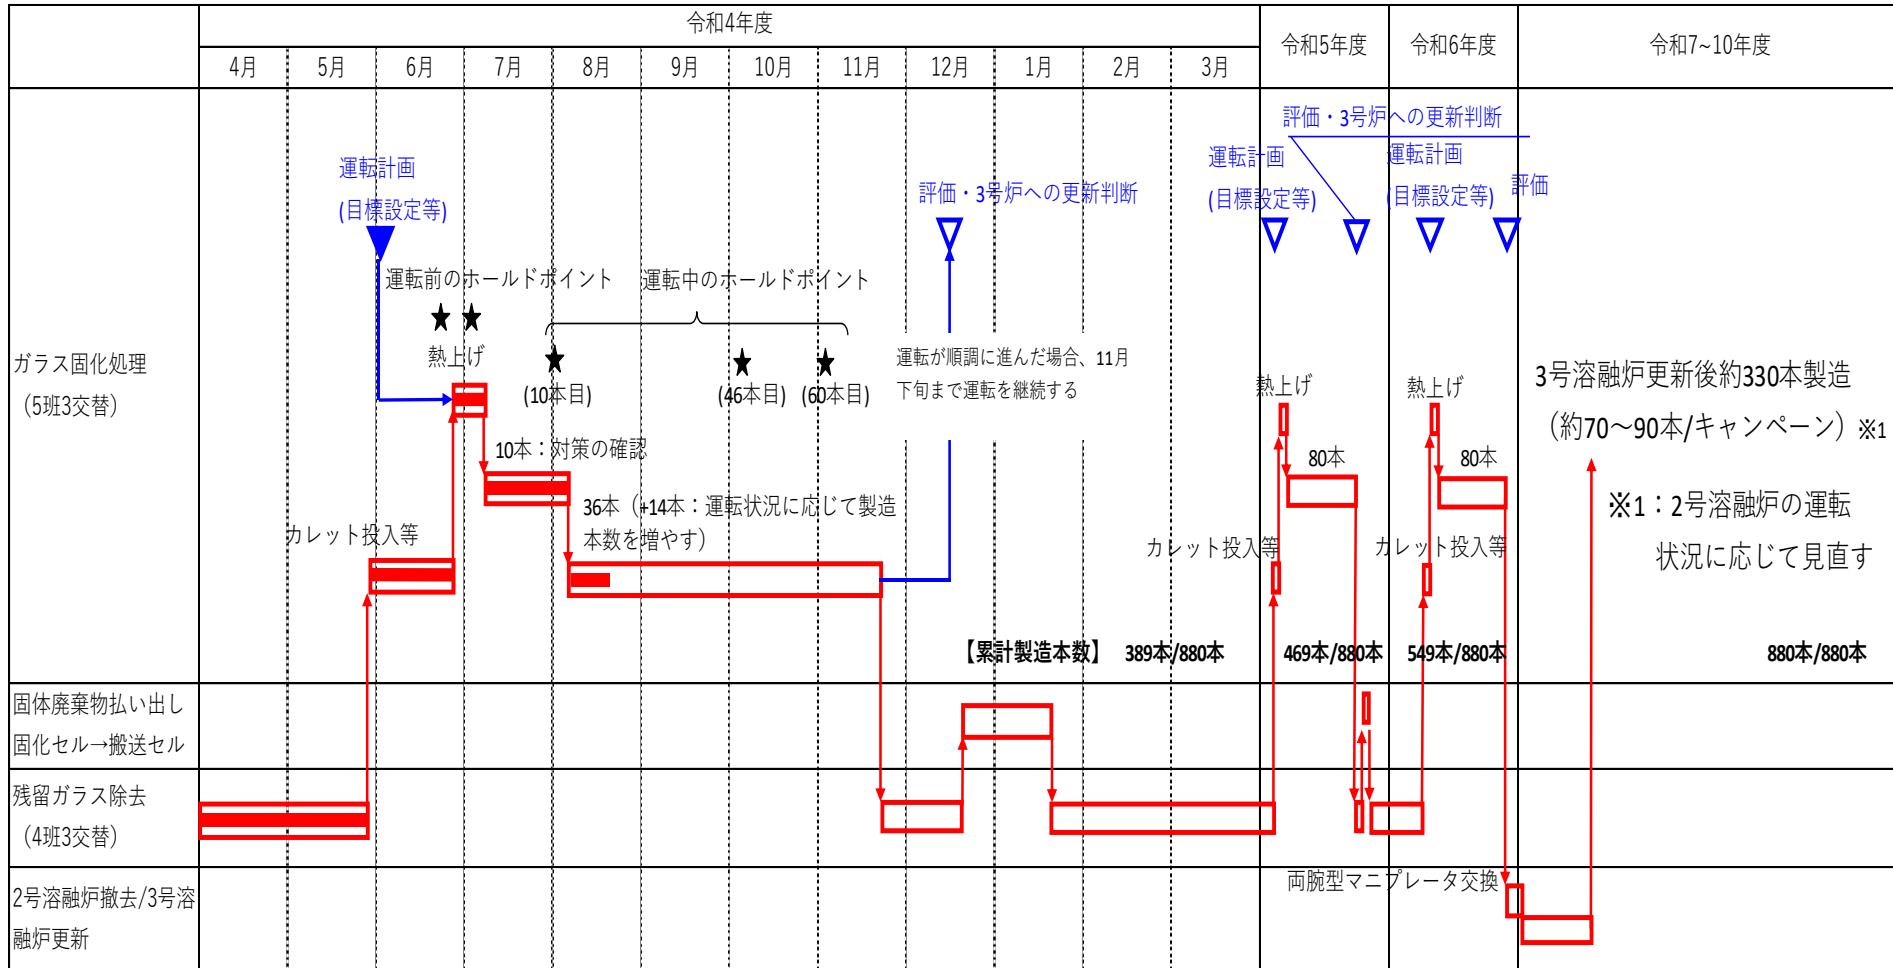 令和4年度
令和5年度
令和6年度
令和7~10年度
4月
5月
6月
7月
8月
9月
10月
11月
12月
1月
2月
3月
ガラス固化処理
（5班3交替）
運転計画
(目標設定等)
運転前のホールドポイント
熱上げ
運転中のホールドポイント
(10本目)
(46本目)
(60本目)
評価・3号炉への更新判断
運転が順調に進んだ場合、11月
下旬まで運転を継続する
10本：対策の確認
36本（+14本：運転状況に応じて製造
本数を増やす）
カレット投入等
評価・3号炉への更新判断
運転計画
(目標設定等)
運転計画
(目標設定等)
評価
熱上げ
80本
カレット投入等
熱上げ
80本
カレット投入等
3号溶融炉更新後約330本製造
（約70～90本/キャンペーン）※1
※1：2号溶融炉の運転
状況に応じて見直す
【累計製造本数】
389本/880本
469本/880本
549本/880本
880本/880本
固体廃棄物払い出し
固化セル→搬送セル
残留ガラス除去
（4班3交替）
2号溶融炉撤去/3号溶
融炉更新
両腕型マニプレータ交換